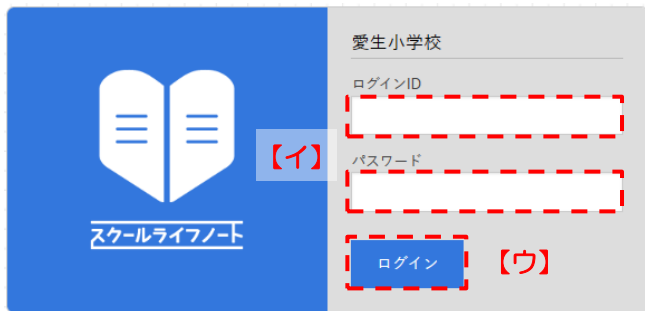 愛生小学校
ログインID
【イ】
パスワード
スクールライフノート
ログイン
【ウ】